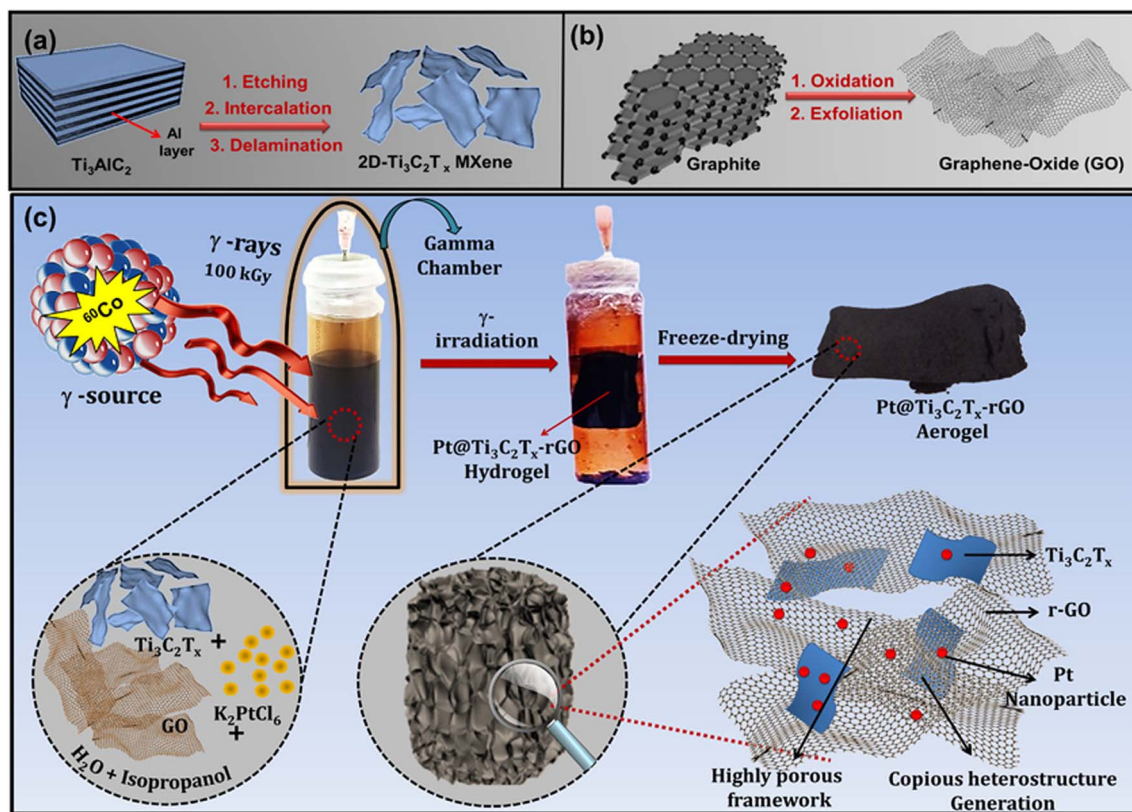 (a)
Al
layer
Ti₃AlC₂
1. Etching
2. Intercalation
3. Delamination
2D-Ti₃C₂Tₓ MXene
(b)
Graphite
1. Oxidation
2. Exfoliation
Graphene-Oxide (GO)
(c)
⁶⁰Co
γ -source
γ -rays
100 kGy
Gamma
Chamber
γ-
irradiation
Pt@Ti₃C₂Tₓ-rGO
Hydrogel
Freeze-drying
Pt@Ti₃C₂Tₓ-rGO
Aerogel
Ti₃C₂Tₓ
+
GO
K₂PtCl₆
+
H₂O + Isopropanol
Ti₃C₂Tₓ
r-GO
Pt
Nanoparticle
Highly porous
framework
Copious heterostructure
Generation